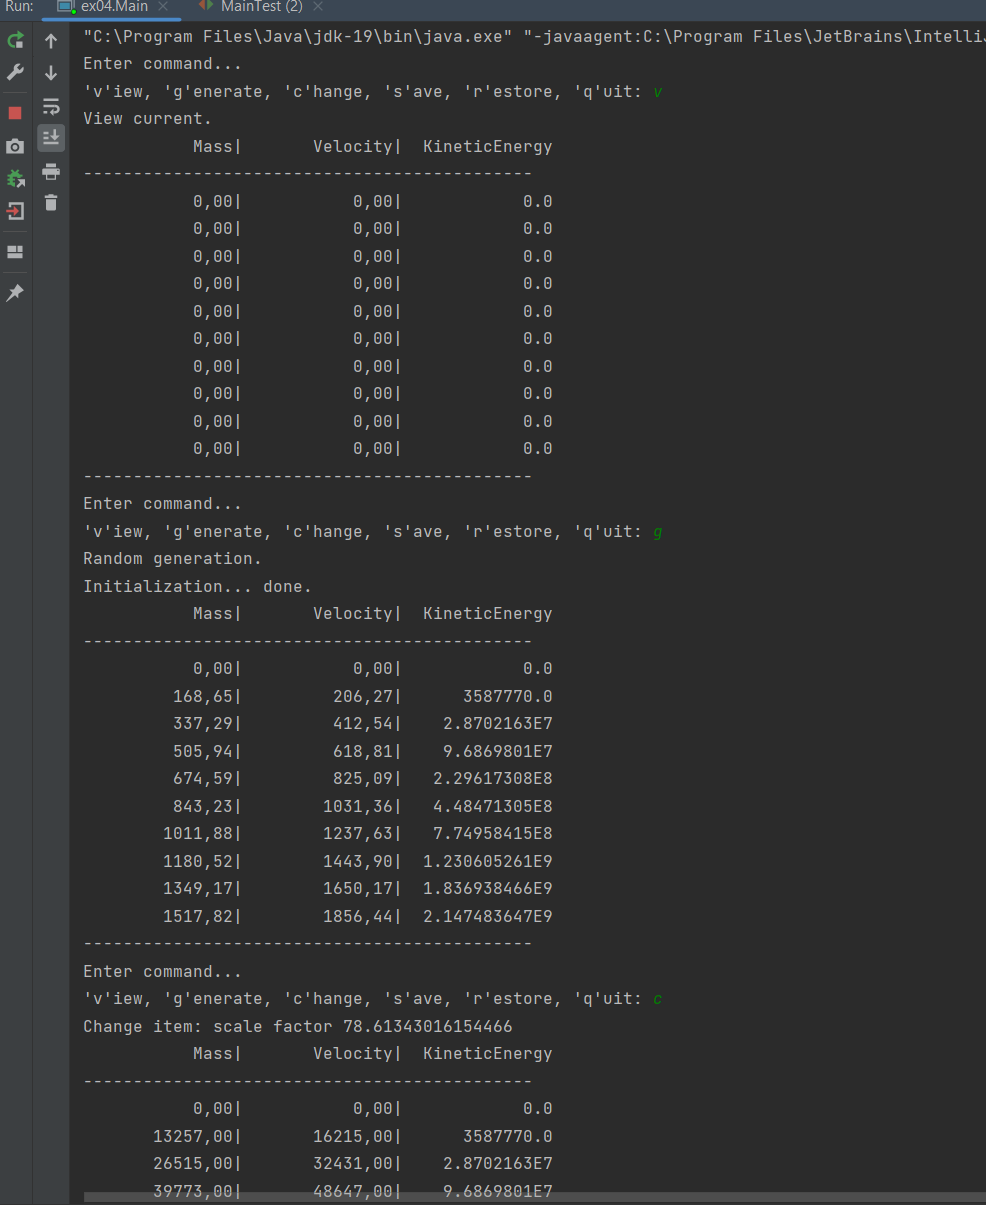 Run: ex04.Main × MainTest (2) ×
"C:\Program Files\Java\jdk-19\bin\java.exe" "-javaagent:C:\Program Files\JetBrains\IntelliJ
Enter command...
'v'iew, 'g'enerate, 'c'hange, 's'ave, 'r'estore, 'q'uit: v
View current.
Mass| Velocity| KineticEnergy
---------------------------------------------
0,00| 0,00| 0.0
0,00| 0,00| 0.0
0,00| 0,00| 0.0
0,00| 0,00| 0.0
0,00| 0,00| 0.0
0,00| 0,00| 0.0
0,00| 0,00| 0.0
0,00| 0,00| 0.0
0,00| 0,00| 0.0
0,00| 0,00| 0.0
---------------------------------------------
Enter command...
'v'iew, 'g'enerate, 'c'hange, 's'ave, 'r'estore, 'q'uit: g
Random generation.
Initialization... done.
Mass| Velocity| KineticEnergy
---------------------------------------------
0,00| 0,00| 0.0
168,65| 206,27| 3587770.0
337,29| 412,54| 2.8702163E7
505,94| 618,81| 9.6869801E7
674,59| 825,09| 2.29617308E8
843,23| 1031,36| 4.48471305E8
1011,88| 1237,63| 7.74958415E8
1180,52| 1443,90| 1.230605261E9
1349,17| 1650,17| 1.836938466E9
1517,82| 1856,44| 2.147483647E9
---------------------------------------------
Enter command...
'v'iew, 'g'enerate, 'c'hange, 's'ave, 'r'estore, 'q'uit: c
Change item: scale factor 78.61343016154466
Mass| Velocity| KineticEnergy
---------------------------------------------
0,00| 0,00| 0.0
13257,00| 16215,00| 3587770.0
26515,00| 32431,00| 2.8702163E7
39773,00| 48647,00| 9.6869801E7